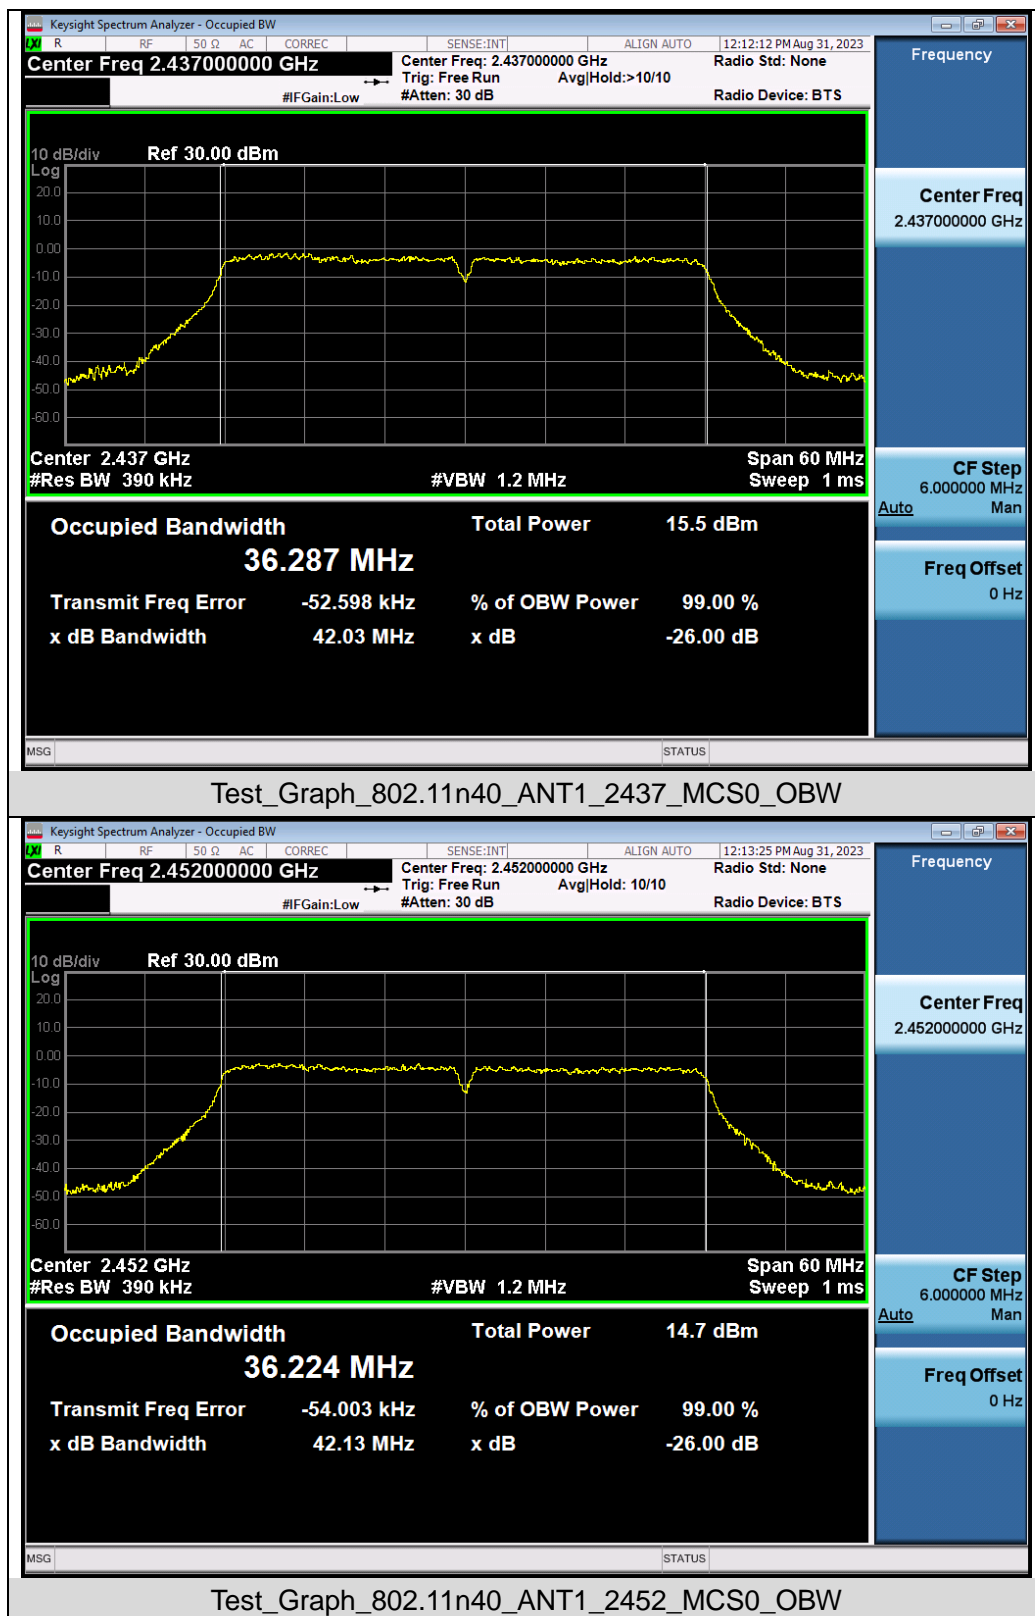 Keysight Spectrum Analyzer - Occupied BW
LXI R RF 50 Ω AC CORREC SENSE:INT ALIGN AUTO 12:12:12 PM Aug 31, 2023
Center Freq 2.437000000 GHz
Center Freq: 2.437000000 GHz Radio Std: None
Trig: Free Run Avg|Hold:>10/10
#IFGain:Low #Atten: 30 dB Radio Device: BTS
Frequency
10 dB/div Ref 30.00 dBm
Log
20.0
10.0
0.00
-10.0
-20.0
-30.0
-40.0
-50.0
-60.0
Center 2.437 GHz Span 60 MHz
#Res BW 390 kHz #VBW 1.2 MHz Sweep 1 ms
Center Freq
2.437000000 GHz
CF Step
6.000000 MHz
Auto Man
Freq Offset
0 Hz
Occupied Bandwidth Total Power 15.5 dBm
36.287 MHz
Transmit Freq Error -52.598 kHz % of OBW Power 99.00 %
x dB Bandwidth 42.03 MHz x dB -26.00 dB
MSG STATUS
Test_Graph_802.11n40_ANT1_2437_MCS0_OBW
Keysight Spectrum Analyzer - Occupied BW
LXI R RF 50 Ω AC CORREC SENSE:INT ALIGN AUTO 12:13:25 PM Aug 31, 2023
Center Freq 2.452000000 GHz
Center Freq: 2.452000000 GHz Radio Std: None
Trig: Free Run Avg|Hold: 10/10
#IFGain:Low #Atten: 30 dB Radio Device: BTS
Frequency
10 dB/div Ref 30.00 dBm
Log
20.0
10.0
0.00
-10.0
-20.0
-30.0
-40.0
-50.0
-60.0
Center 2.452 GHz Span 60 MHz
#Res BW 390 kHz #VBW 1.2 MHz Sweep 1 ms
Center Freq
2.452000000 GHz
CF Step
6.000000 MHz
Auto Man
Freq Offset
0 Hz
Occupied Bandwidth Total Power 14.7 dBm
36.224 MHz
Transmit Freq Error -54.003 kHz % of OBW Power 99.00 %
x dB Bandwidth 42.13 MHz x dB -26.00 dB
MSG STATUS
Test_Graph_802.11n40_ANT1_2452_MCS0_OBW